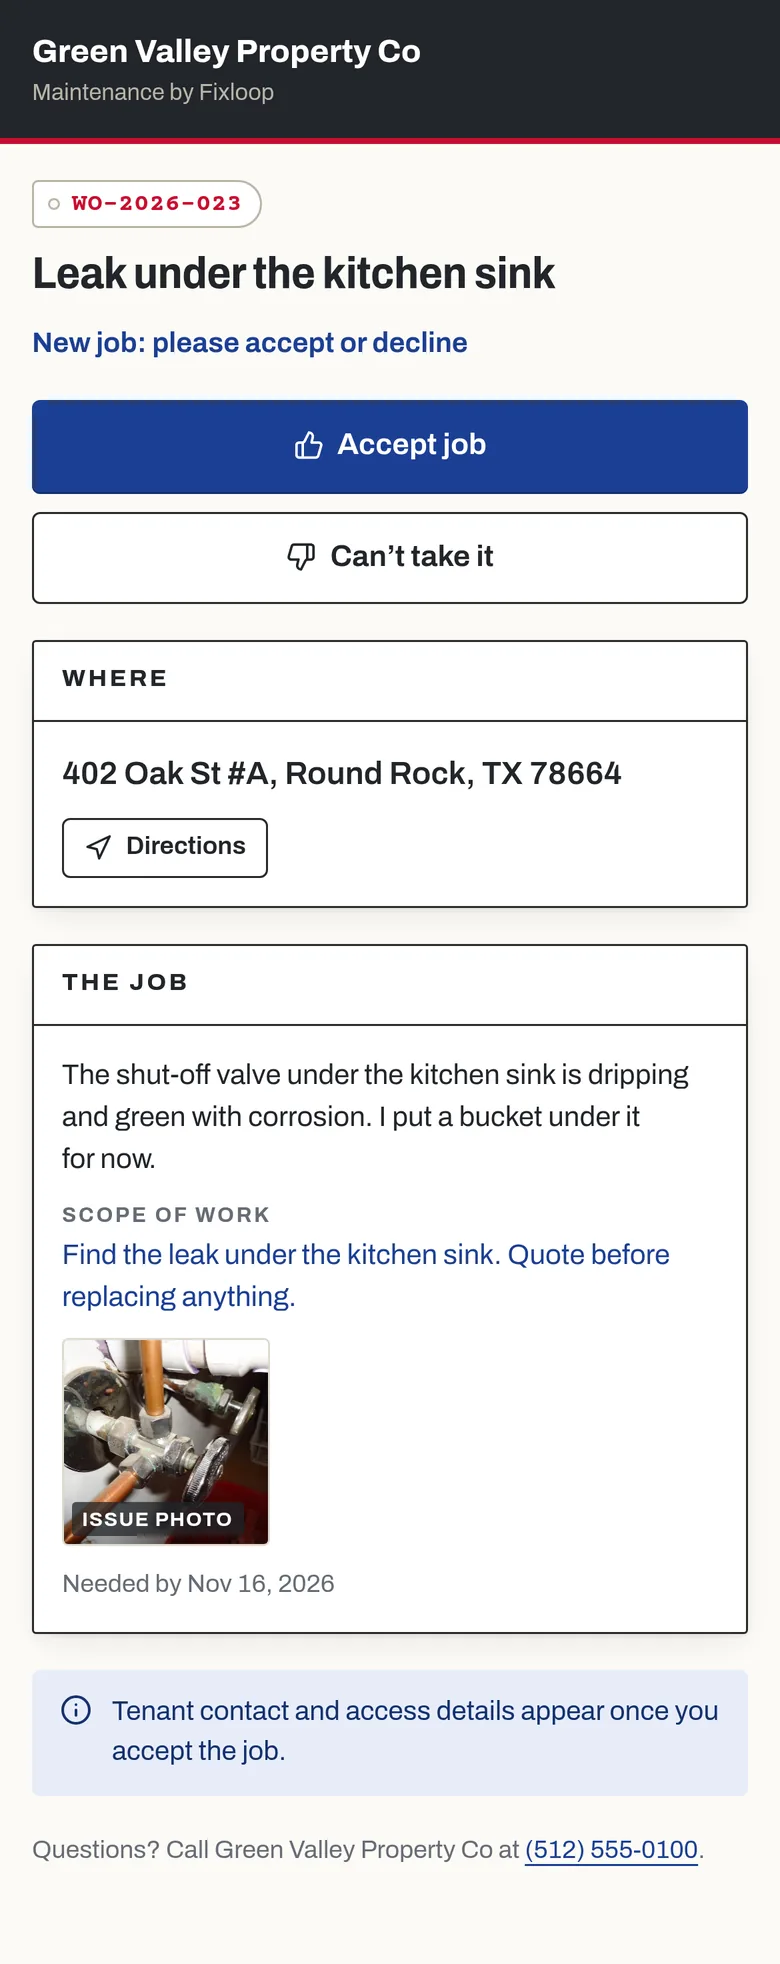 Green Valley Property Co
Maintenance by Fixloop
WO-2026-023
Leak under the kitchen sink
New job: please accept or decline
Accept job
Can’t take it
WHERE
402 Oak St #A, Round Rock, TX 78664
Directions
THE JOB
The shut-off valve under the kitchen sink is dripping
and green with corrosion. I put a bucket under it
for now.
SCOPE OF WORK
Find the leak under the kitchen sink. Quote before
replacing anything.
ISSUE PHOTO
Needed by Nov 16, 2026
Tenant contact and access details appear once you
accept the job.
Questions? Call Green Valley Property Co at (512) 555-0100.